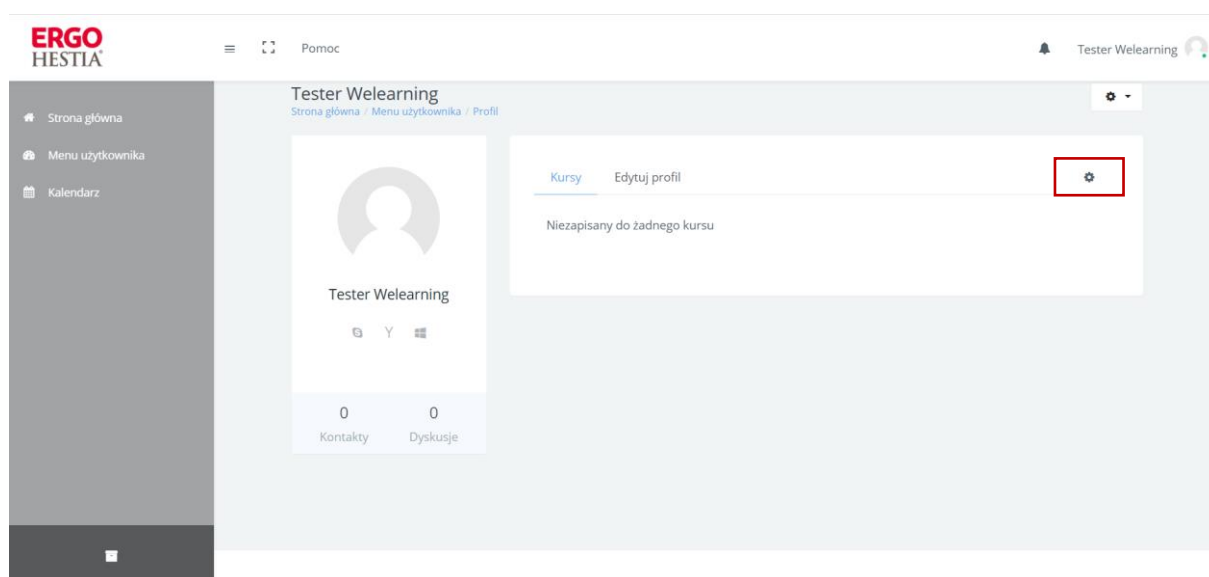 ERGO
HESTIA
Pomoc
Tester Welearning
Tester Welearning
Strona główna / Menu użytkownika / Profil
Strona główna
Menu użytkownika
Kalendarz
Kursy
Edytuj profil
Niezapisany do żadnego kursu
Tester Welearning
0
0
Kontakty
Dyskusje